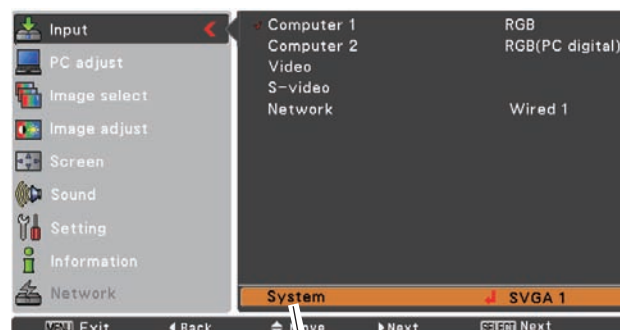 Input
PC adjust
Image select
Image adjust
Screen
Sound
Setting
Information
Network
Computer 1 RGB
Computer 2 RGB(PC digital)
Video
S-video
Network Wired 1
System SVGA 1
MENU Exit Back Move Next SELECT Next